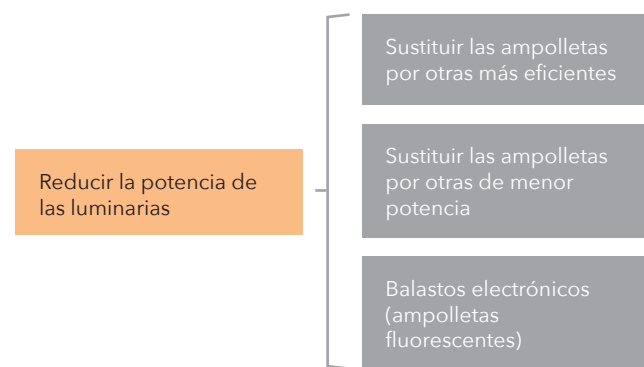 Sustituir las ampolletas
por otras más eficientes
Reducir la potencia de
las luminarias
Sustituir las ampolletas
por otras de menor
potencia
Balastos electrónicos
(ampolletas
fluorescentes)